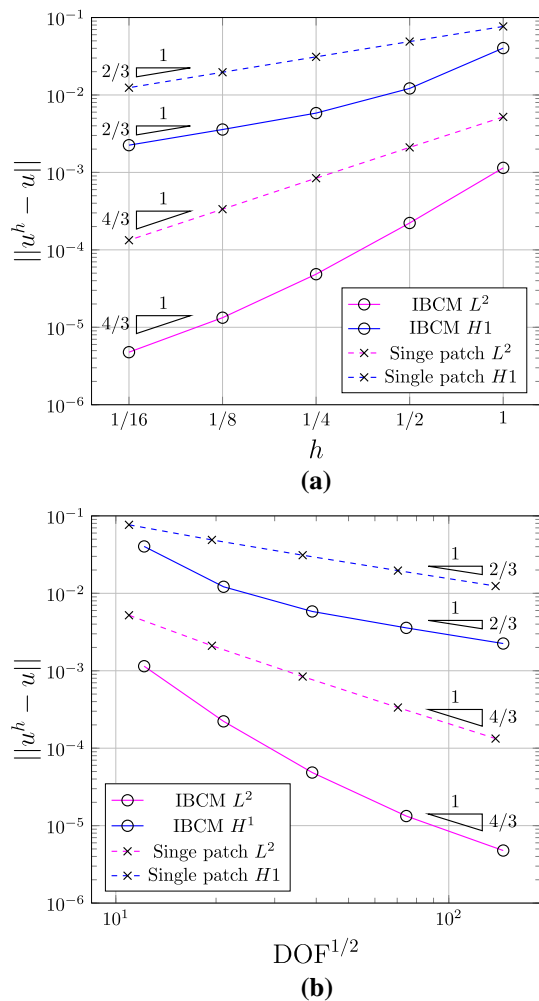 10^{-1}
10^{-2}
10^{-3}
10^{-4}
10^{-5}
10^{-6}
||u^h − u||
1
2/3
1
2/3
1
4/3
1
4/3
IBCM L^2
IBCM H1
Singe patch L^2
Single patch H1
1/16
1/8
1/4
1/2
1
h
(a)
10^{-1}
10^{-2}
10^{-3}
10^{-4}
10^{-5}
10^{-6}
||u^h − u||
1
2/3
1
2/3
1
4/3
1
4/3
IBCM L^2
IBCM H^1
Singe patch L^2
Single patch H1
10^1
10^2
DOF^{1/2}
(b)